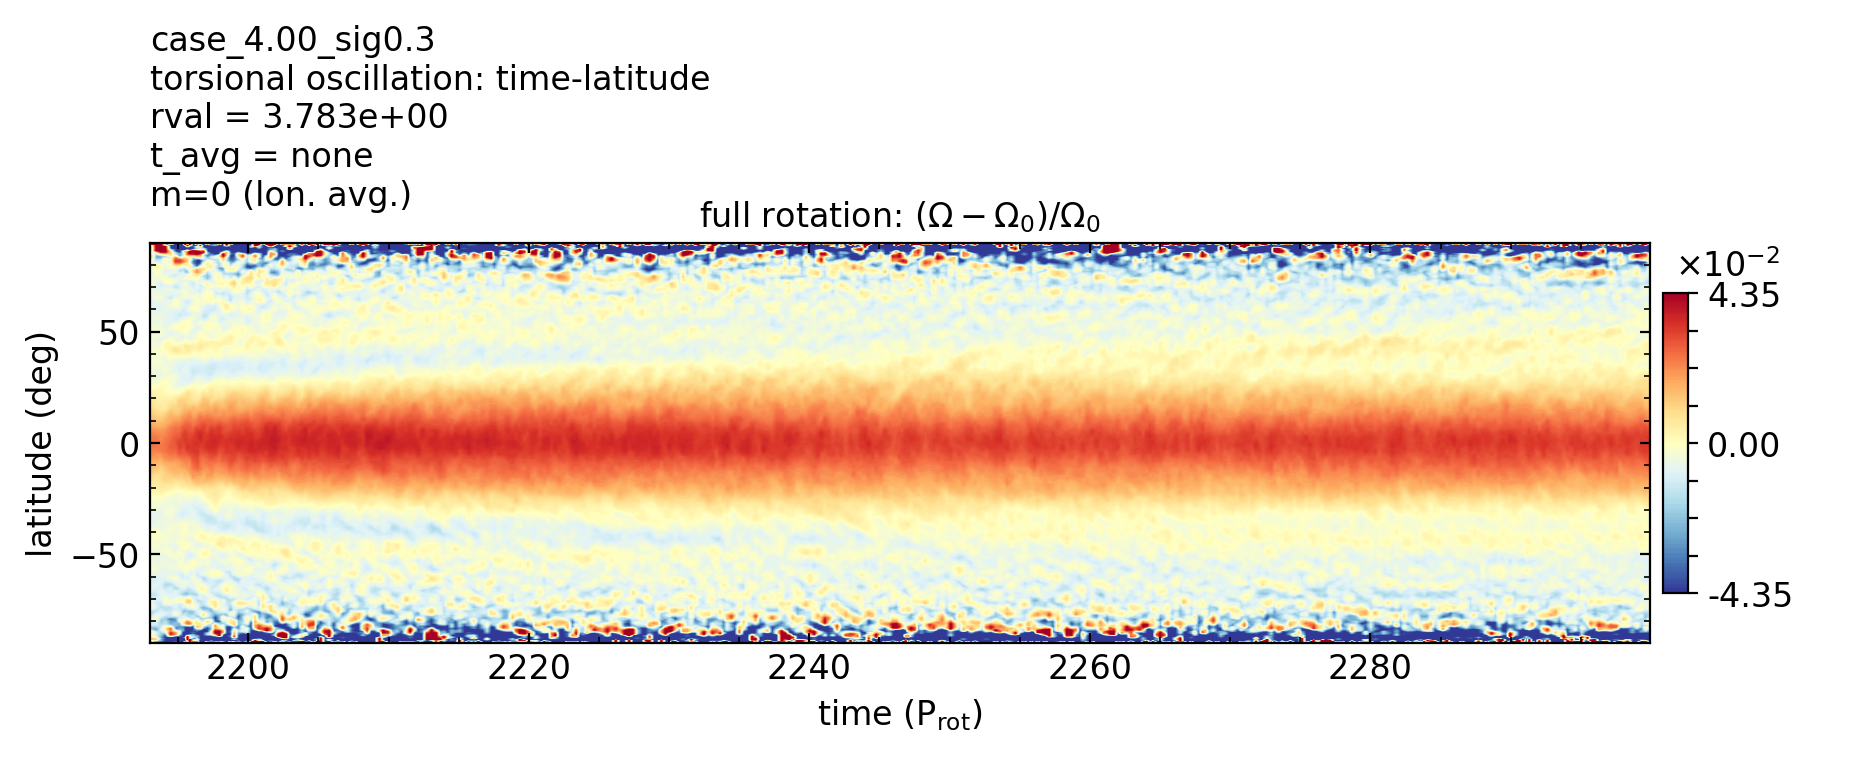 case_4.00_sig0.3
torsional oscillation: time-latitude
rval = 3.783e+00
t_avg = none
m=0 (lon. avg.)
full rotation: (Ω − Ω₀)/Ω₀
×10⁻²
4.35
0.00
-4.35
latitude (deg)
50
0
−50
2200 2220 2240 2260 2280
time (P_rot)